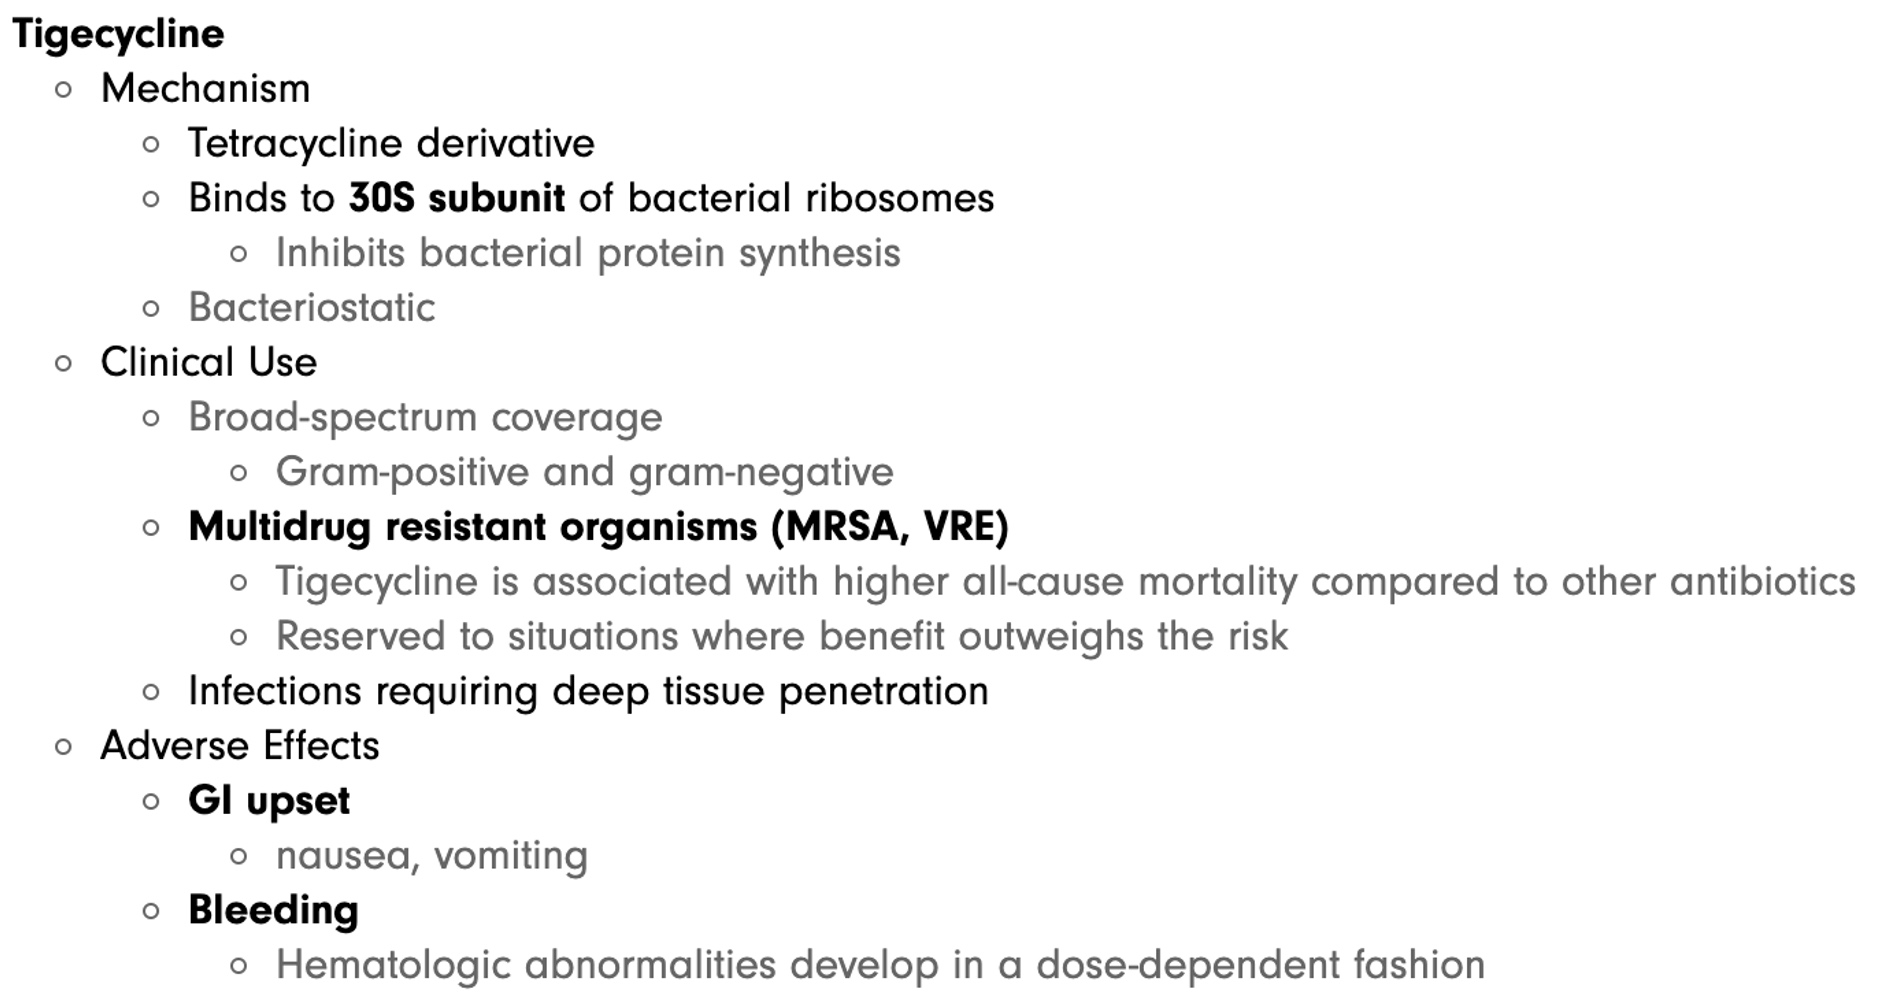 Tigecycline
Mechanism
Tetracycline derivative
Binds to 30S subunit of bacterial ribosomes
Inhibits bacterial protein synthesis
Bacteriostatic
Clinical Use
Broad-spectrum coverage
Gram-positive and gram-negative
Multidrug resistant organisms (MRSA, VRE)
Tigecycline is associated with higher all-cause mortality compared to other antibiotics
Reserved to situations where benefit outweighs the risk
Infections requiring deep tissue penetration
Adverse Effects
GI upset
nausea, vomiting
Bleeding
Hematologic abnormalities develop in a dose-dependent fashion